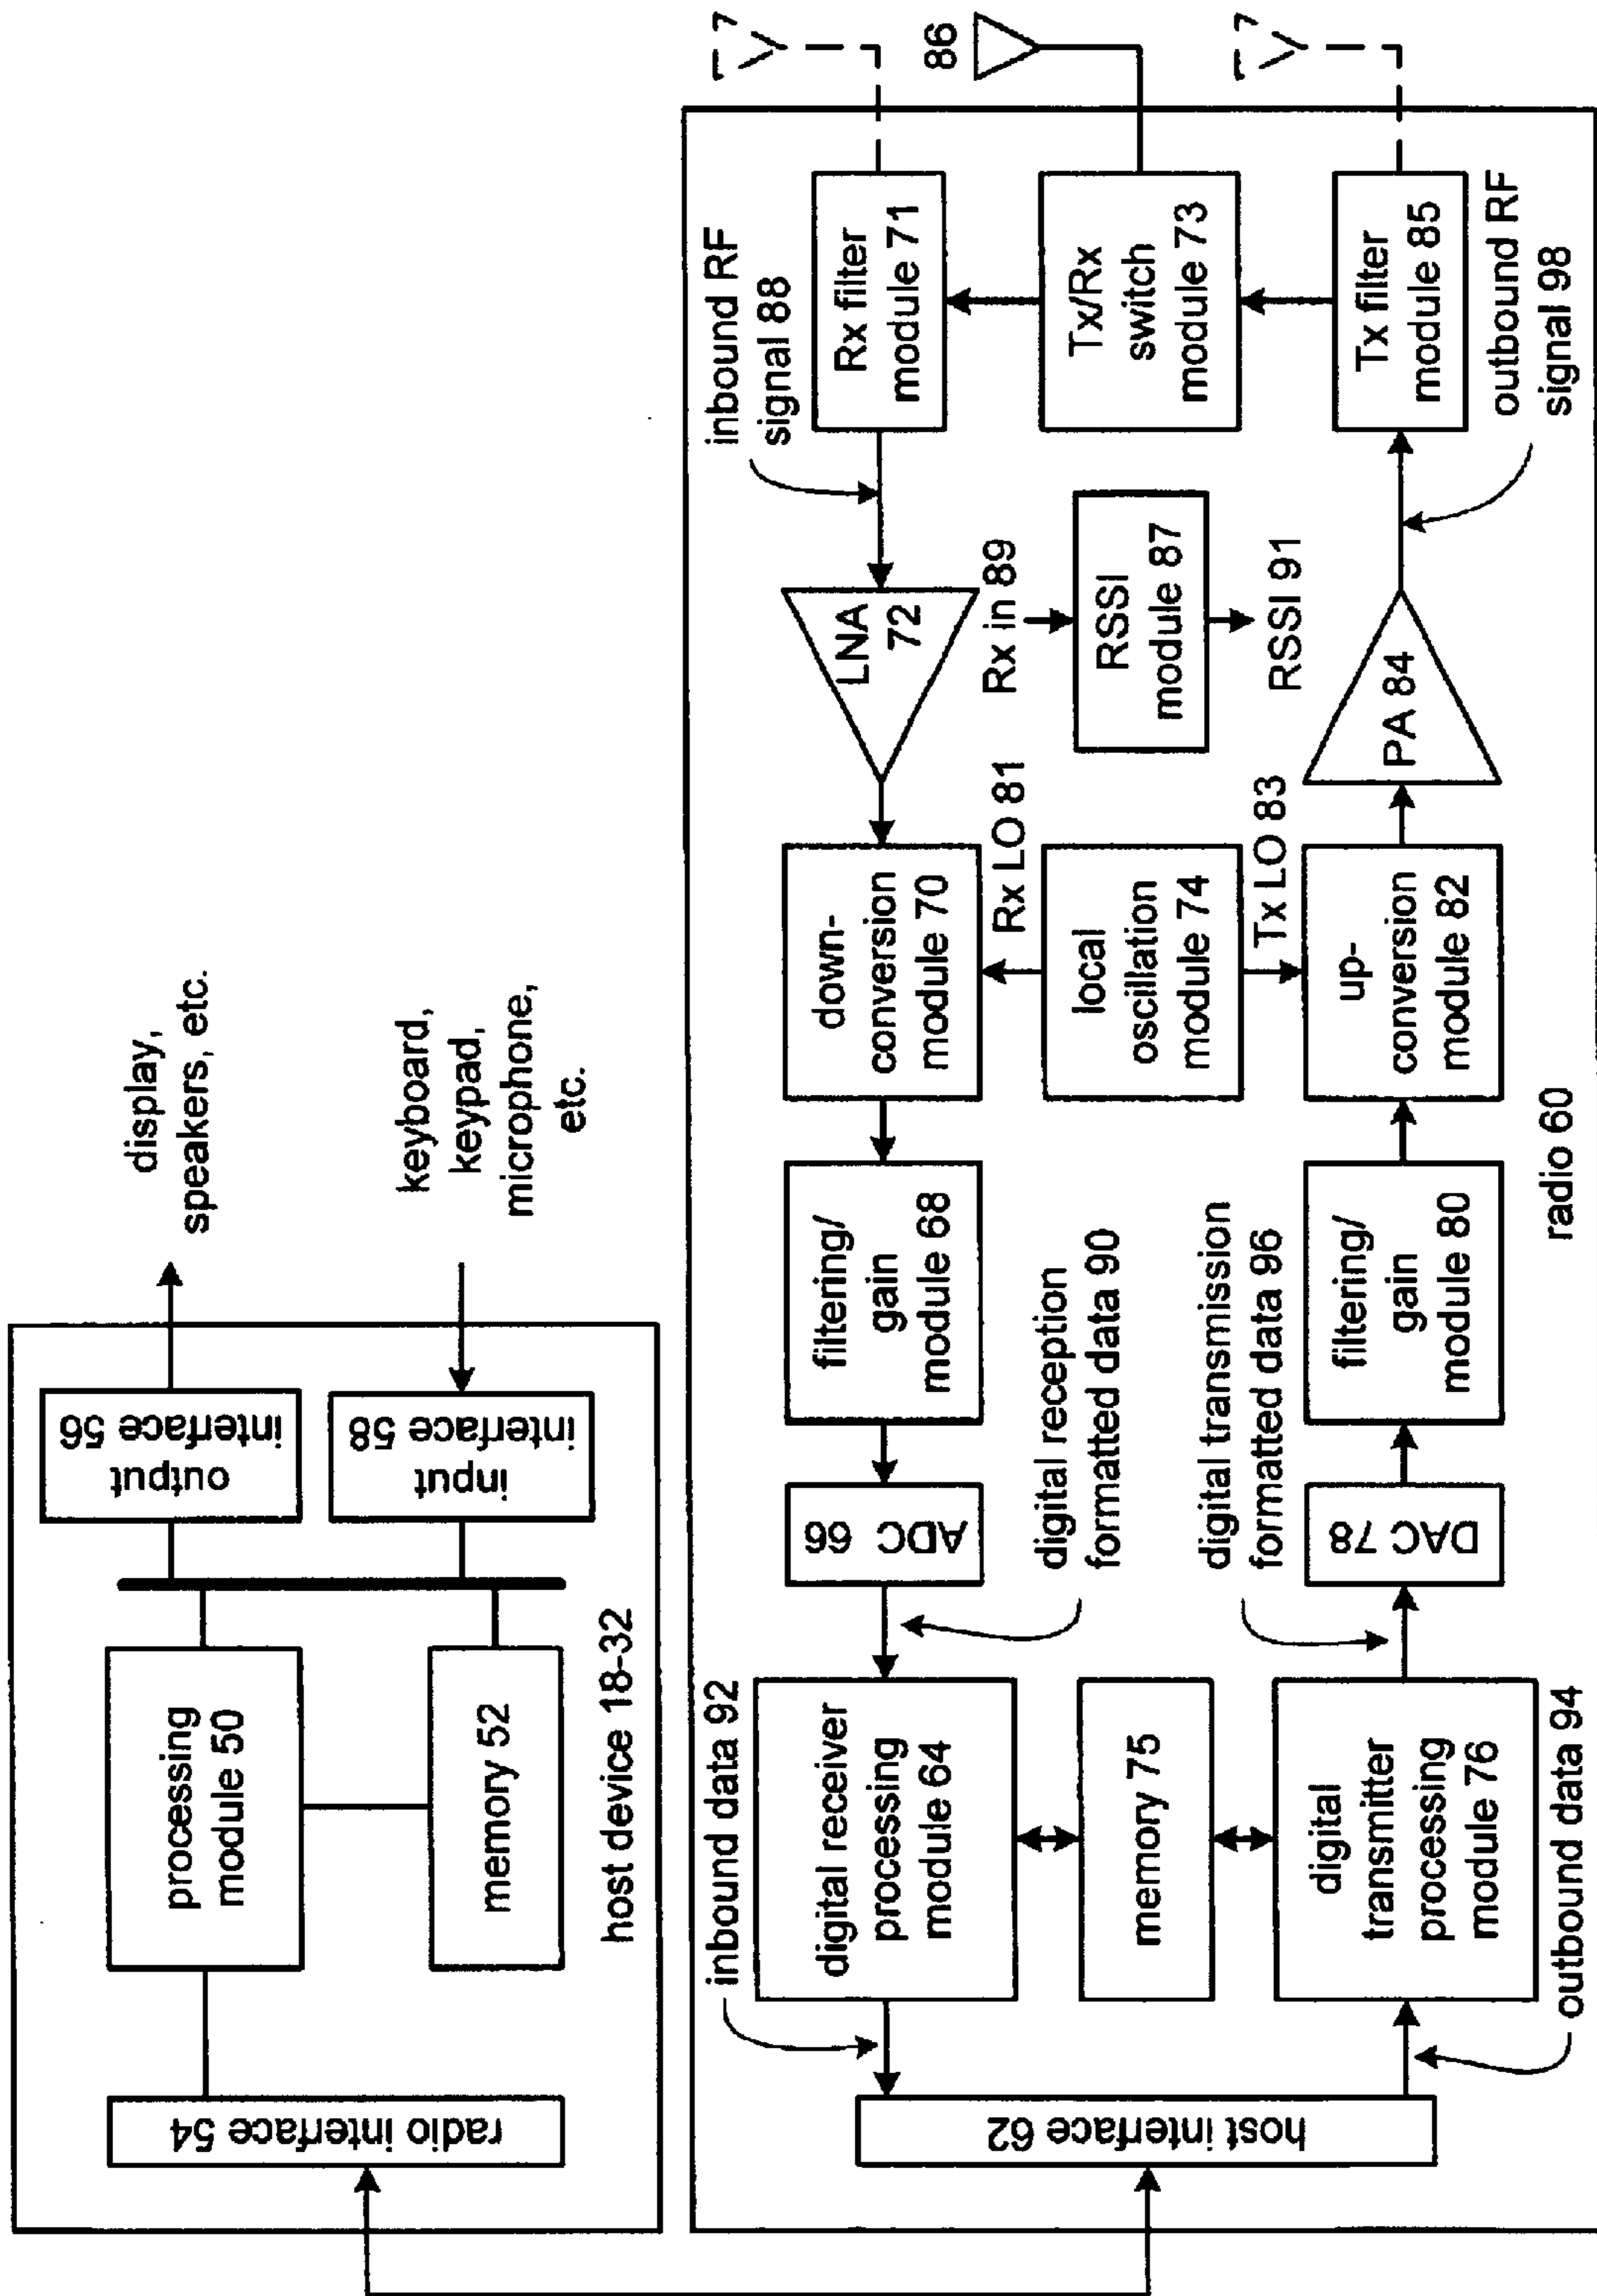 radio interface 54
processing
module 50
memory 52
output
interface 56
input
interface 58
display,
speakers, etc.
keyboard,
keypad,
microphone,
etc.
host device 18-32
host interface 62
inbound data 92
digital receiver
processing
module 64
ADC 66
digital reception
formatted data 90
filtering/
gain
module 68
down-
conversion
module 70
LNA
72
inbound RF
signal 88
Rx filter
module 71
86
memory 75
Rx LO 81
local
oscillation
module 74
Tx LO 83
Rx in 89
RSSI
module 87
RSSI 91
Tx/Rx
switch
module 73
outbound data 94
digital
transmitter
processing
module 76
digital transmission
formatted data 96
DAC 78
filtering/
gain
module 80
up-
conversion
module 82
PA 84
outbound RF
signal 98
Tx filter
module 85
radio 60